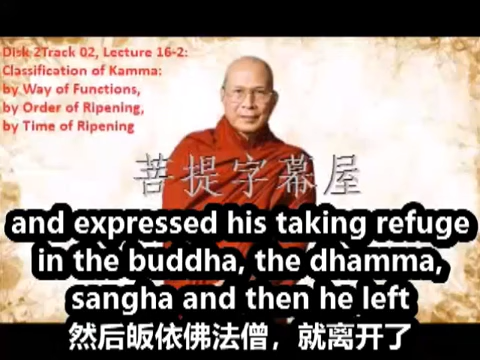 Disk 2Track 02, Lecture 16-2:
Classification of Kamma:
by Way of Functions,
by Order of Ripening,
by Time of Ripening
菩提字幕屋
and expressed his taking refuge
in the buddha, the dhamma,
sangha and then he left
然后皈依佛法僧，就离开了